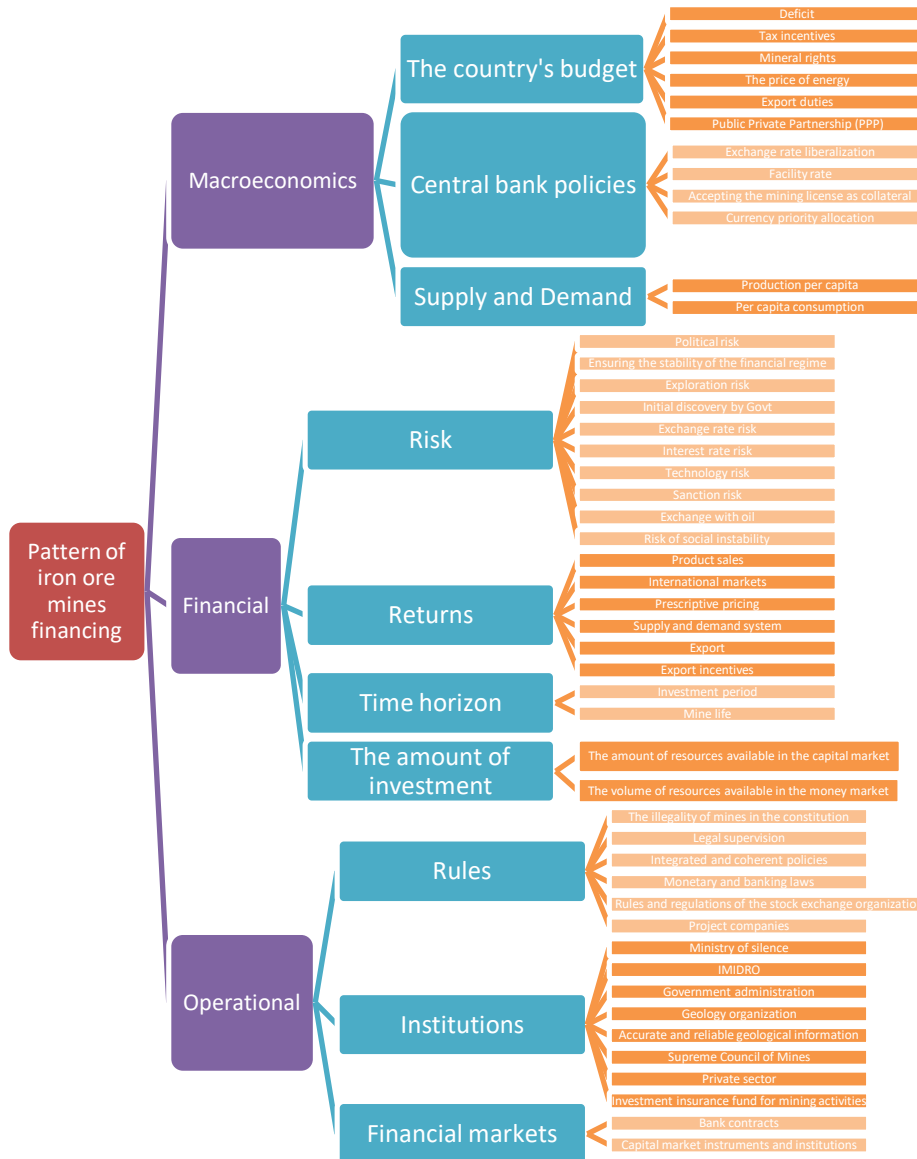 Pattern of
iron ore
mines
financing
Macroeconomics
The country's budget
Deficit
Tax incentives
Mineral rights
The price of energy
Export duties
Public Private Partnership (PPP)
Central bank policies
Exchange rate liberalization
Facility rate
Accepting the mining license as collateral
Currency priority allocation
Supply and Demand
Production per capita
Per capita consumption
Financial
Risk
Political risk
Ensuring the stability of the financial regime
Exploration risk
Initial discovery by Govt
Exchange rate risk
Interest rate risk
Technology risk
Sanction risk
Exchange with oil
Risk of social instability
Returns
Product sales
International markets
Prescriptive pricing
Supply and demand system
Export
Export incentives
Time horizon
Investment period
Mine life
The amount of
investment
The amount of resources available in the capital market
The volume of resources available in the money market
Operational
Rules
The illegality of mines in the constitution
Legal supervision
Integrated and coherent policies
Monetary and banking laws
Rules and regulations of the stock exchange organizatio
Project companies
Institutions
Ministry of silence
IMIDRO
Government administration
Geology organization
Accurate and reliable geological information
Supreme Council of Mines
Private sector
Investment insurance fund for mining activities
Financial markets
Bank contracts
Capital market instruments and institutions